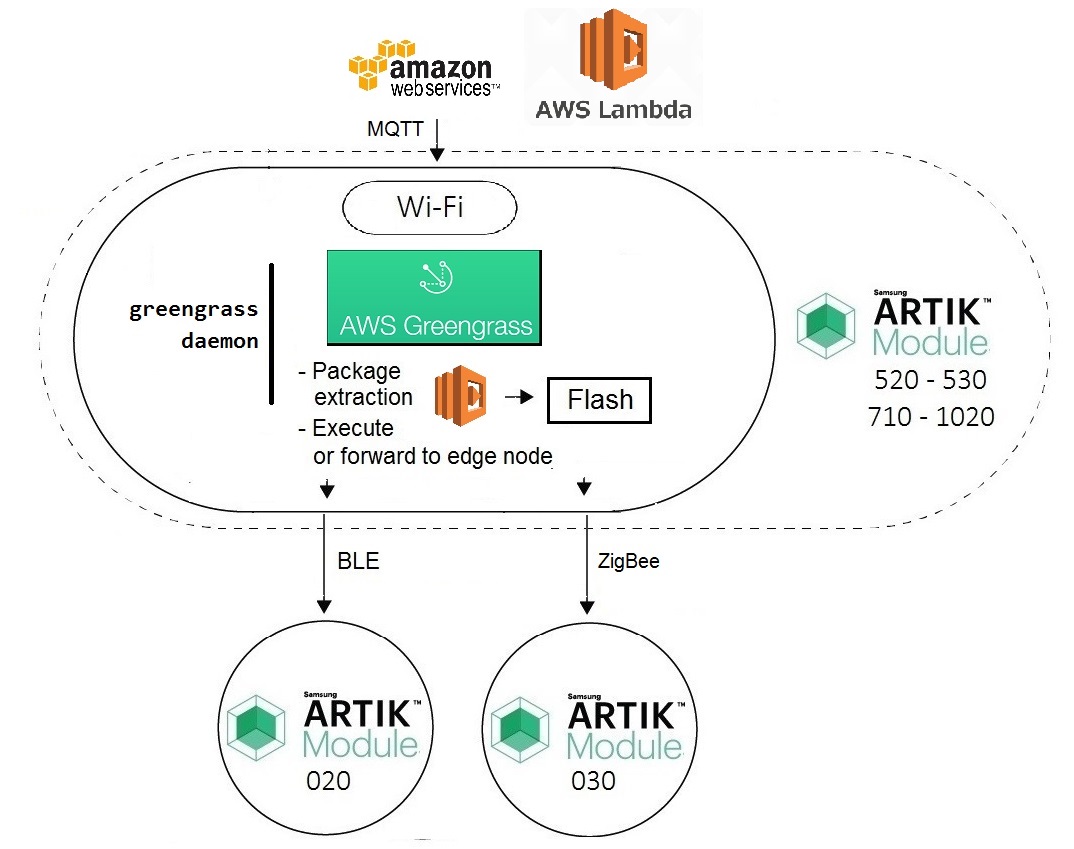 amazon
webservices™
AWS Lambda
MQTT
Wi-Fi
greengrass
daemon
AWS Greengrass
- Package
extraction
Flash
- Execute
or forward to edge node
Samsung
ARTIK™
Module
520 - 530
710 - 1020
BLE
ZigBee
Samsung
ARTIK™
Module
020
Samsung
ARTIK™
Module
030